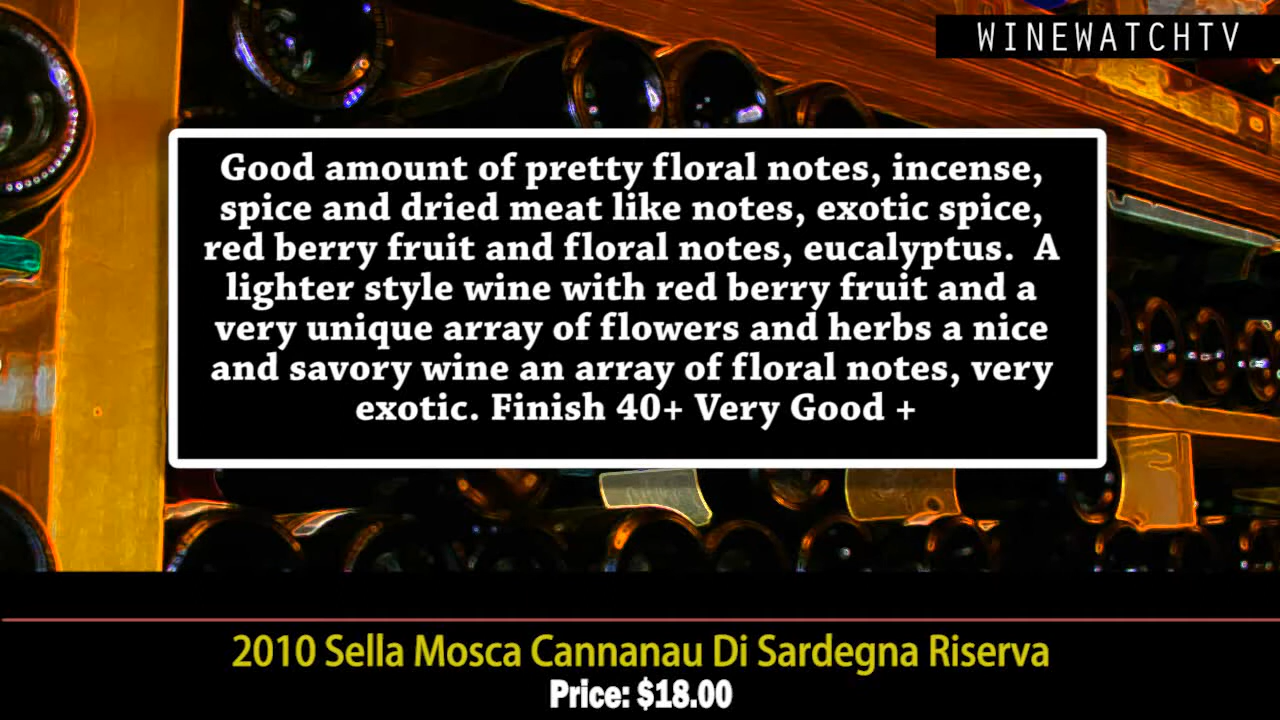 WINEWATCHTV
Good amount of pretty floral notes, incense,
spice and dried meat like notes, exotic spice,
red berry fruit and floral notes, eucalyptus.  A
lighter style wine with red berry fruit and a
very unique array of flowers and herbs a nice
and savory wine an array of floral notes, very
exotic. Finish 40+ Very Good +
2010 Sella Mosca Cannanau Di Sardegna Riserva
Price: $18.00